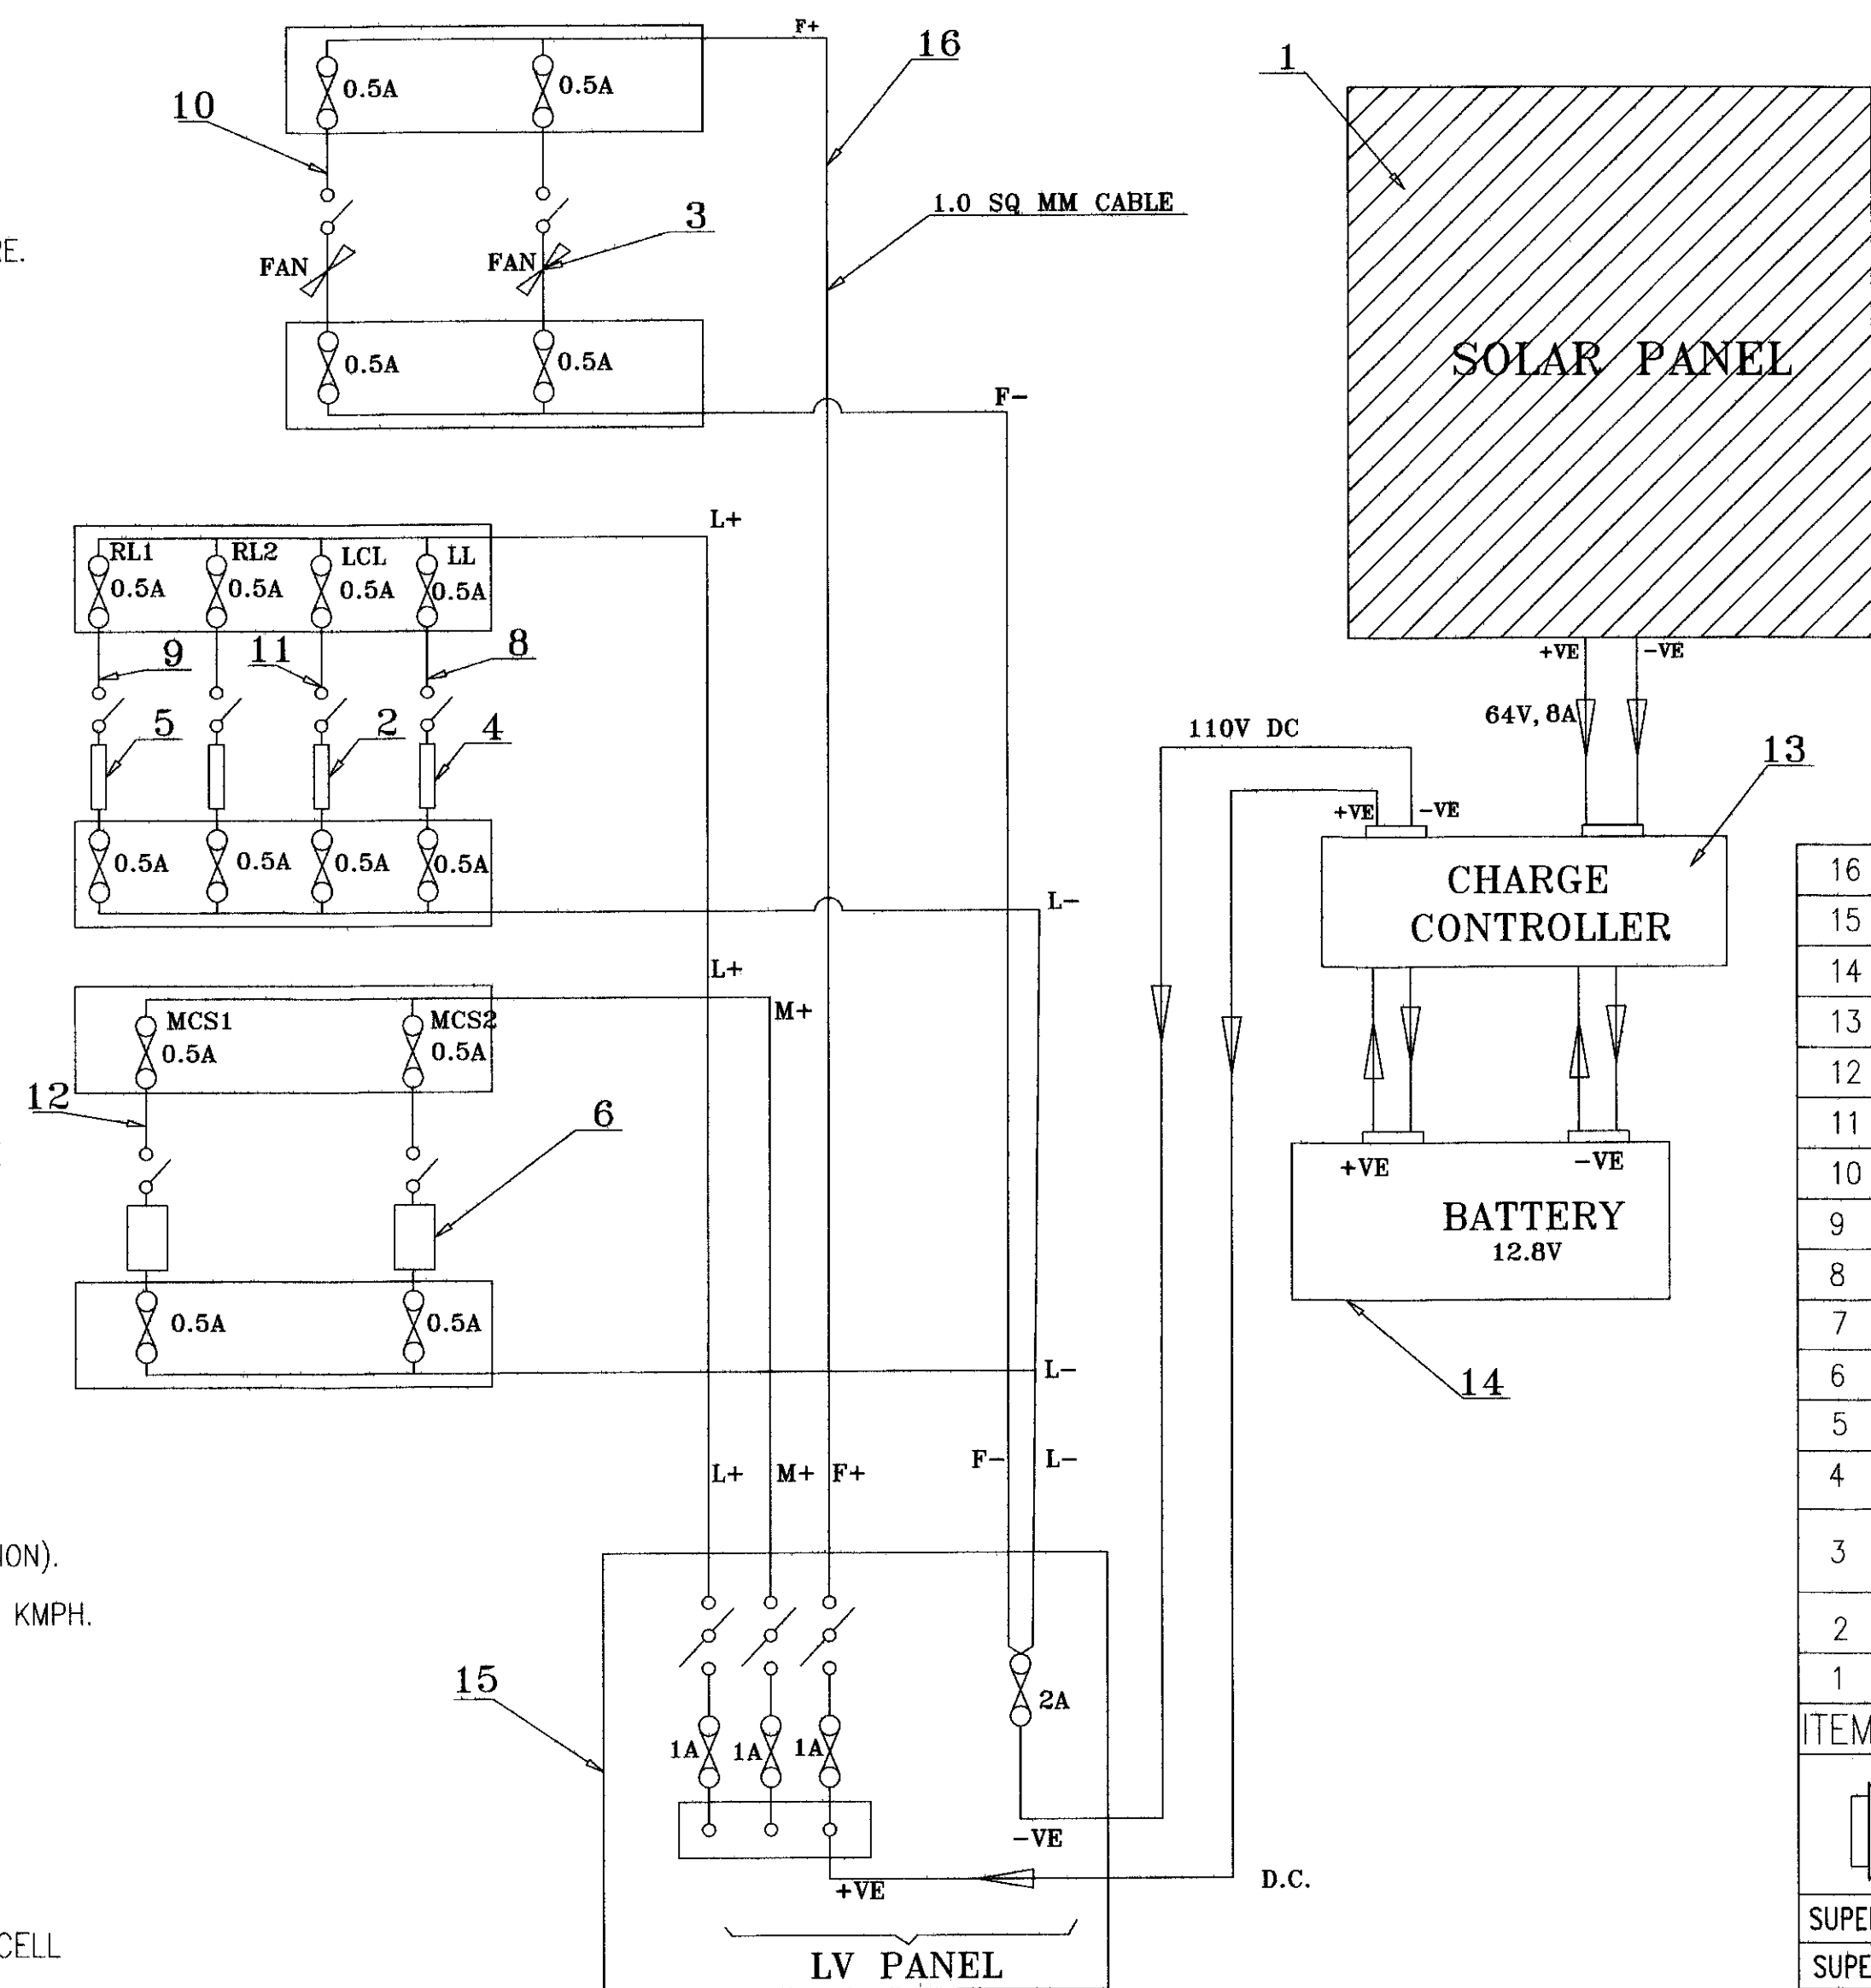 F+
16
1
0.5A
0.5A
10
1.0 SQ MM CABLE
3
RE.
FAN
FAN
SOLAR PANEL
0.5A
0.5A
F-
L+
RL1
RL2
LCL
LL
0.5A
0.5A
0.5A
0.5A
9
11
8
+VE
-VE
5
2
4
110V DC
64V, 8A
13
+VE
-VE
0.5A
0.5A
0.5A
0.5A
CHARGE
CONTROLLER
L-
L+
M+
MCS1
0.5A
MCS2
0.5A
12
6
+VE
-VE
BATTERY
12.8V
0.5A
0.5A
L-
14
L+
M+
F+
F-
L-
ION).
KMPH.
15
2A
1A
1A
1A
-VE
+VE
D.C.
CELL
LV PANEL
16
15
14
13
12
11
10
9
8
7
6
5
4
3
2
1
ITEM
SUPE
SUPE